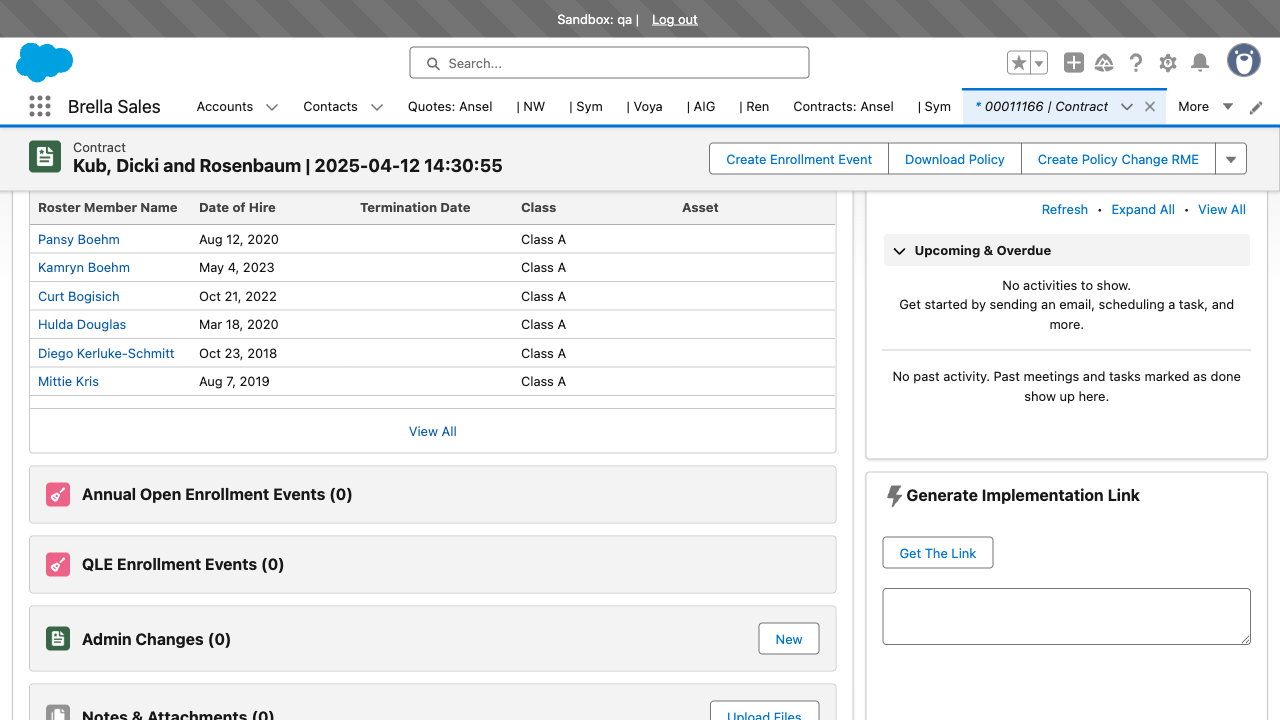 Sandbox: qa | Log out
Search...
Brella Sales
Accounts
Contacts
Quotes: Ansel
| NW
| Sym
| Voya
| AIG
| Ren
Contracts: Ansel
| Sym
* 00011166 | Contract
More
Contract
Kub, Dicki and Rosenbaum | 2025-04-12 14:30:55
Create Enrollment Event
Download Policy
Create Policy Change RME
Roster Member Name Date of Hire Termination Date Class Asset
Pansy Boehm Aug 12, 2020 Class A
Kamryn Boehm May 4, 2023 Class A
Curt Bogisich Oct 21, 2022 Class A
Hulda Douglas Mar 18, 2020 Class A
Diego Kerluke-Schmitt Oct 23, 2018 Class A
Mittie Kris Aug 7, 2019 Class A
View All
Annual Open Enrollment Events (0)
QLE Enrollment Events (0)
Admin Changes (0)
New
Notes & Attachments (0)
Upload Files
Refresh • Expand All • View All
Upcoming & Overdue
No activities to show.
Get started by sending an email, scheduling a task, and
more.
No past activity. Past meetings and tasks marked as done
show up here.
Generate Implementation Link
Get The Link